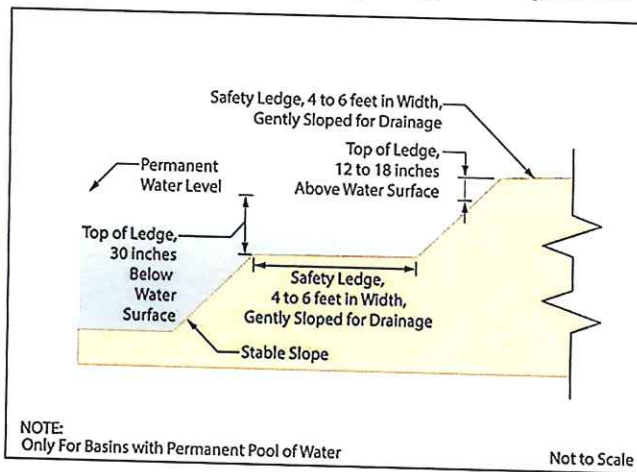 Safety Ledge, 4 to 6 feet in Width,
Gently Sloped for Drainage
Top of Ledge,
12 to 18 inches
Above Water Surface
Permanent
Water Level
Top of Ledge,
30 inches
Below
Water
Surface
Safety Ledge,
4 to 6 feet in Width,
Gently Sloped for Drainage
Stable Slope
NOTE:
Only For Basins with Permanent Pool of Water
Not to Scale